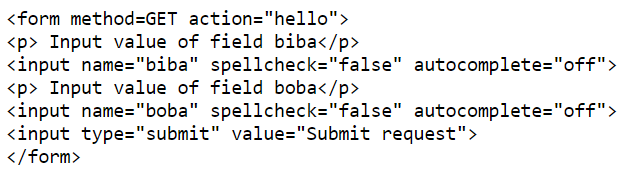 <form method=GET action="hello">
<p> Input value of field biba</p>
<input name="biba" spellcheck="false" autocomplete="off">
<p> Input value of field boba</p>
<input name="boba" spellcheck="false" autocomplete="off">
<input type="submit" value="Submit request">
</form>